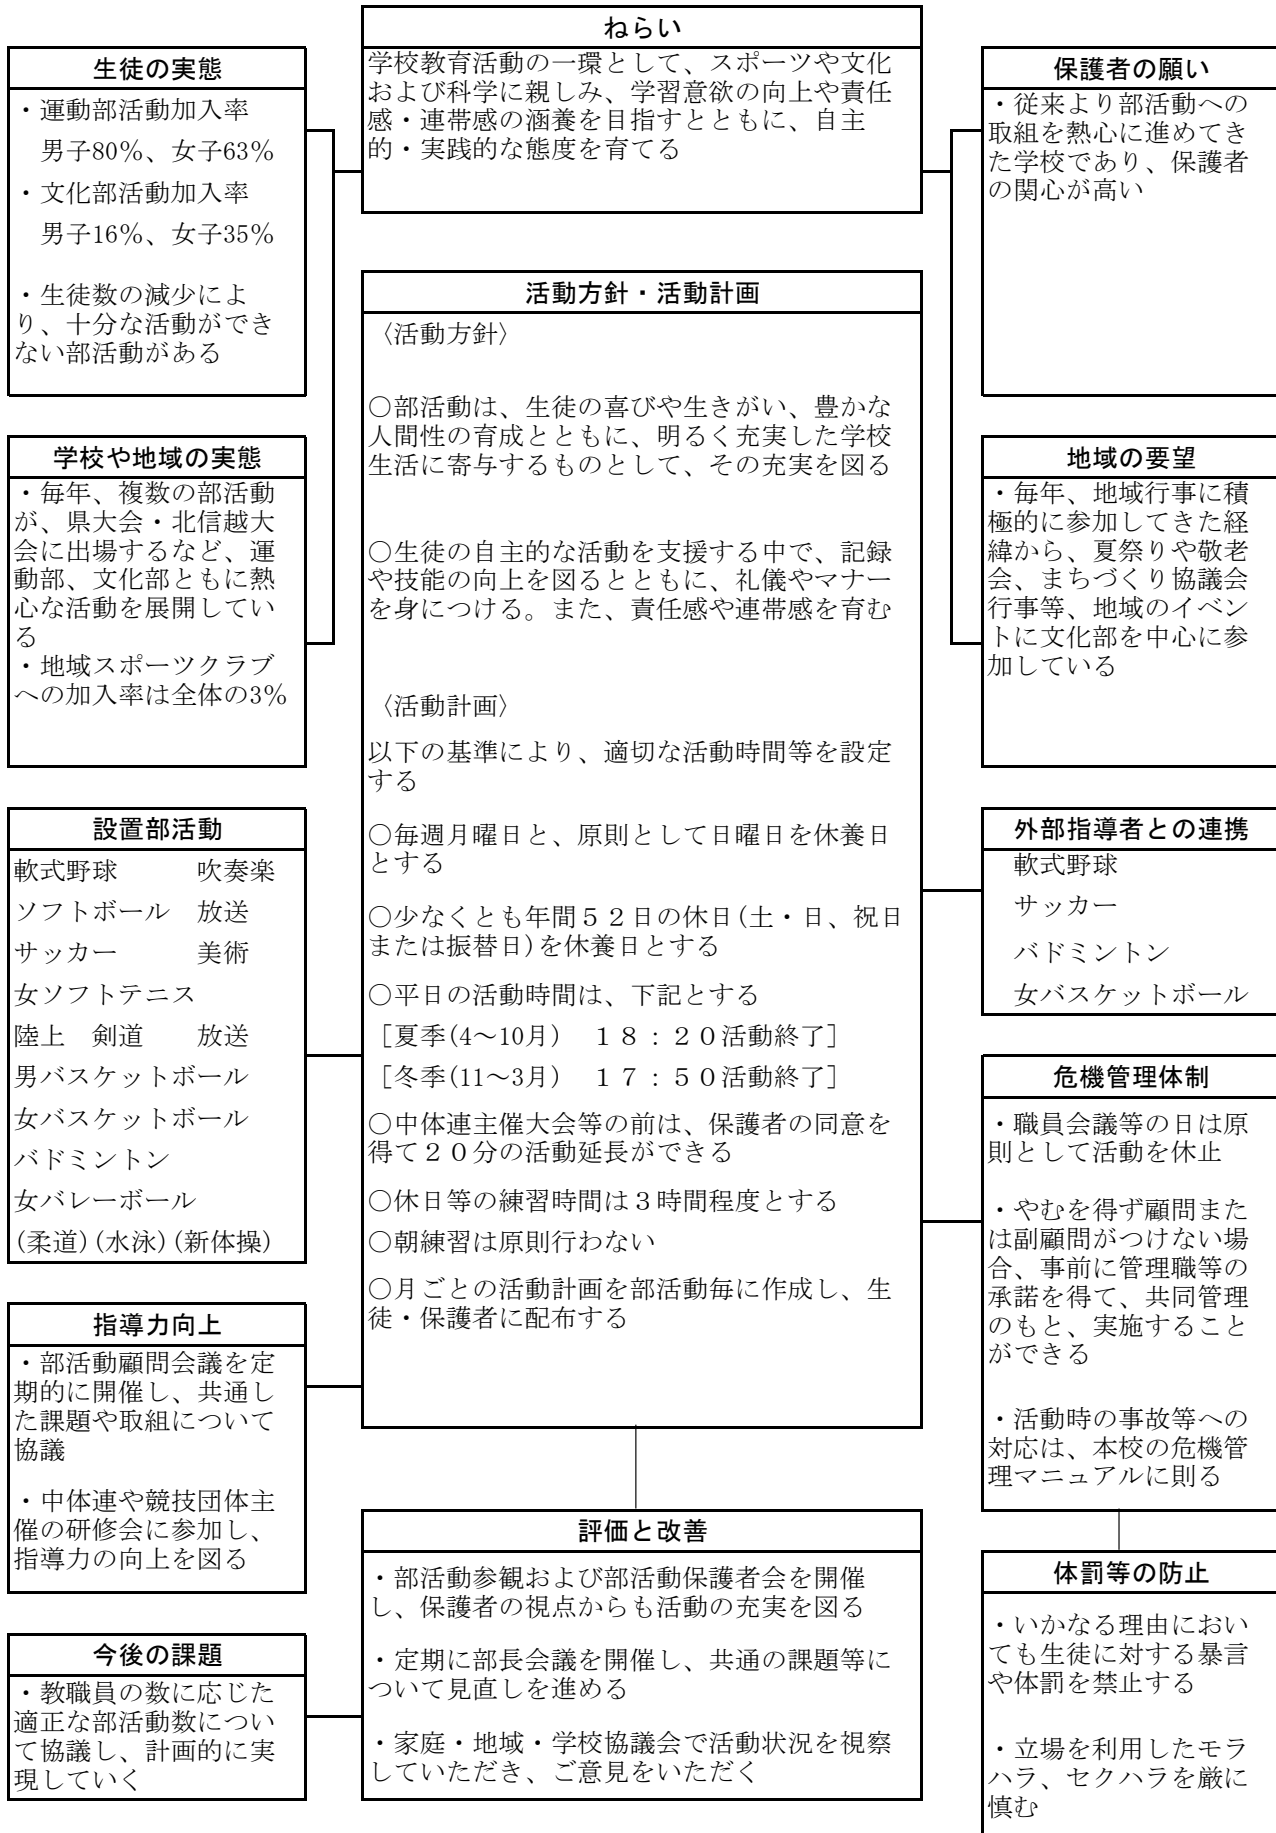 ねらい
学校教育活動の一環として、スポーツや文化
および科学に親しみ、学習意欲の向上や責任
感・連帯感の涵養を目指すとともに、自主
的・実践的な態度を育てる
生徒の実態
・運動部活動加入率
男子80％、女子63％
・文化部活動加入率
男子16％、女子35％
・生徒数の減少によ
り、十分な活動ができ
ない部活動がある
保護者の願い
・従来より部活動への
取組を熱心に進めてき
た学校であり、保護者
の関心が高い
学校や地域の実態
・毎年、複数の部活動
が、県大会・北信越大
会に出場するなど、運
動部、文化部ともに熱
心な活動を展開してい
る
・地域スポーツクラブ
への加入率は全体の3％
活動方針・活動計画
〈活動方針〉
○部活動は、生徒の喜びや生きがい、豊かな
人間性の育成とともに、明るく充実した学校
生活に寄与するものとして、その充実を図る
○生徒の自主的な活動を支援する中で、記録
や技能の向上を図るとともに、礼儀やマナー
を身につける。また、責任感や連帯感を育む
〈活動計画〉
以下の基準により、適切な活動時間等を設定
する
○毎週月曜日と、原則として日曜日を休養日
とする
○少なくとも年間５２日の休日(土・日、祝日
または振替日)を休養日とする
○平日の活動時間は、下記とする
［夏季(4～10月)　１８：２０活動終了］
［冬季(11～3月)　１７：５０活動終了］
○中体連主催大会等の前は、保護者の同意を
得て２０分の活動延長ができる
○休日等の練習時間は３時間程度とする
○朝練習は原則行わない
○月ごとの活動計画を部活動毎に作成し、生
徒・保護者に配布する
地域の要望
・毎年、地域行事に積
極的に参加してきた経
緯から、夏祭りや敬老
会、まちづくり協議会
行事等、地域のイベン
トに文化部を中心に参
加している
設置部活動
軟式野球　吹奏楽
ソフトボール　放送
サッカー　美術
女ソフトテニス
陸上　剣道　放送
男バスケットボール
女バスケットボール
バドミントン
女バレーボール
(柔道)(水泳)(新体操)
外部指導者との連携
軟式野球
サッカー
バドミントン
女バスケットボール
危機管理体制
・職員会議等の日は原
則として活動を休止
・やむを得ず顧問また
は副顧問がつけない場
合、事前に管理職等の
承諾を得て、共同管理
のもと、実施すること
ができる
・活動時の事故等への
対応は、本校の危機管
理マニュアルに則る
指導力向上
・部活動顧問会議を定
期的に開催し、共通し
た課題や取組について
協議
・中体連や競技団体主
催の研修会に参加し、
指導力の向上を図る
評価と改善
・部活動参観および部活動保護者会を開催
し、保護者の視点からも活動の充実を図る
・定期に部長会議を開催し、共通の課題等に
ついて見直しを進める
・家庭・地域・学校協議会で活動状況を視察
していただき、ご意見をいただく
今後の課題
・教職員の数に応じた
適正な部活動数につい
て協議し、計画的に実
現していく
体罰等の防止
・いかなる理由におい
ても生徒に対する暴言
や体罰を禁止する
・立場を利用したモラ
ハラ、セクハラを厳に
慎む